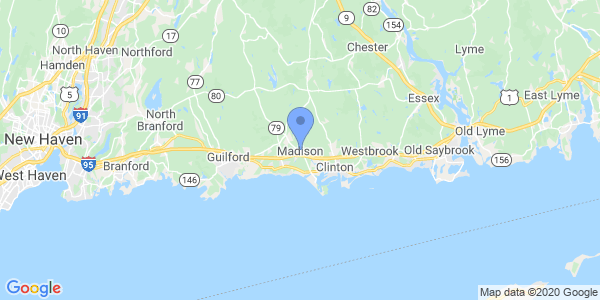 10
17
9
154
North Haven
Northford
Chester
Lyme
Hamden
77
5
80
Essex
1
East Lyme
91
North
Branford
79
New Haven
Old Lyme
Madison
Westbrook
Old Saybrook
Guilford
156
95
Branford
Clinton
West Haven
146
Google
Map data ©2020 Google